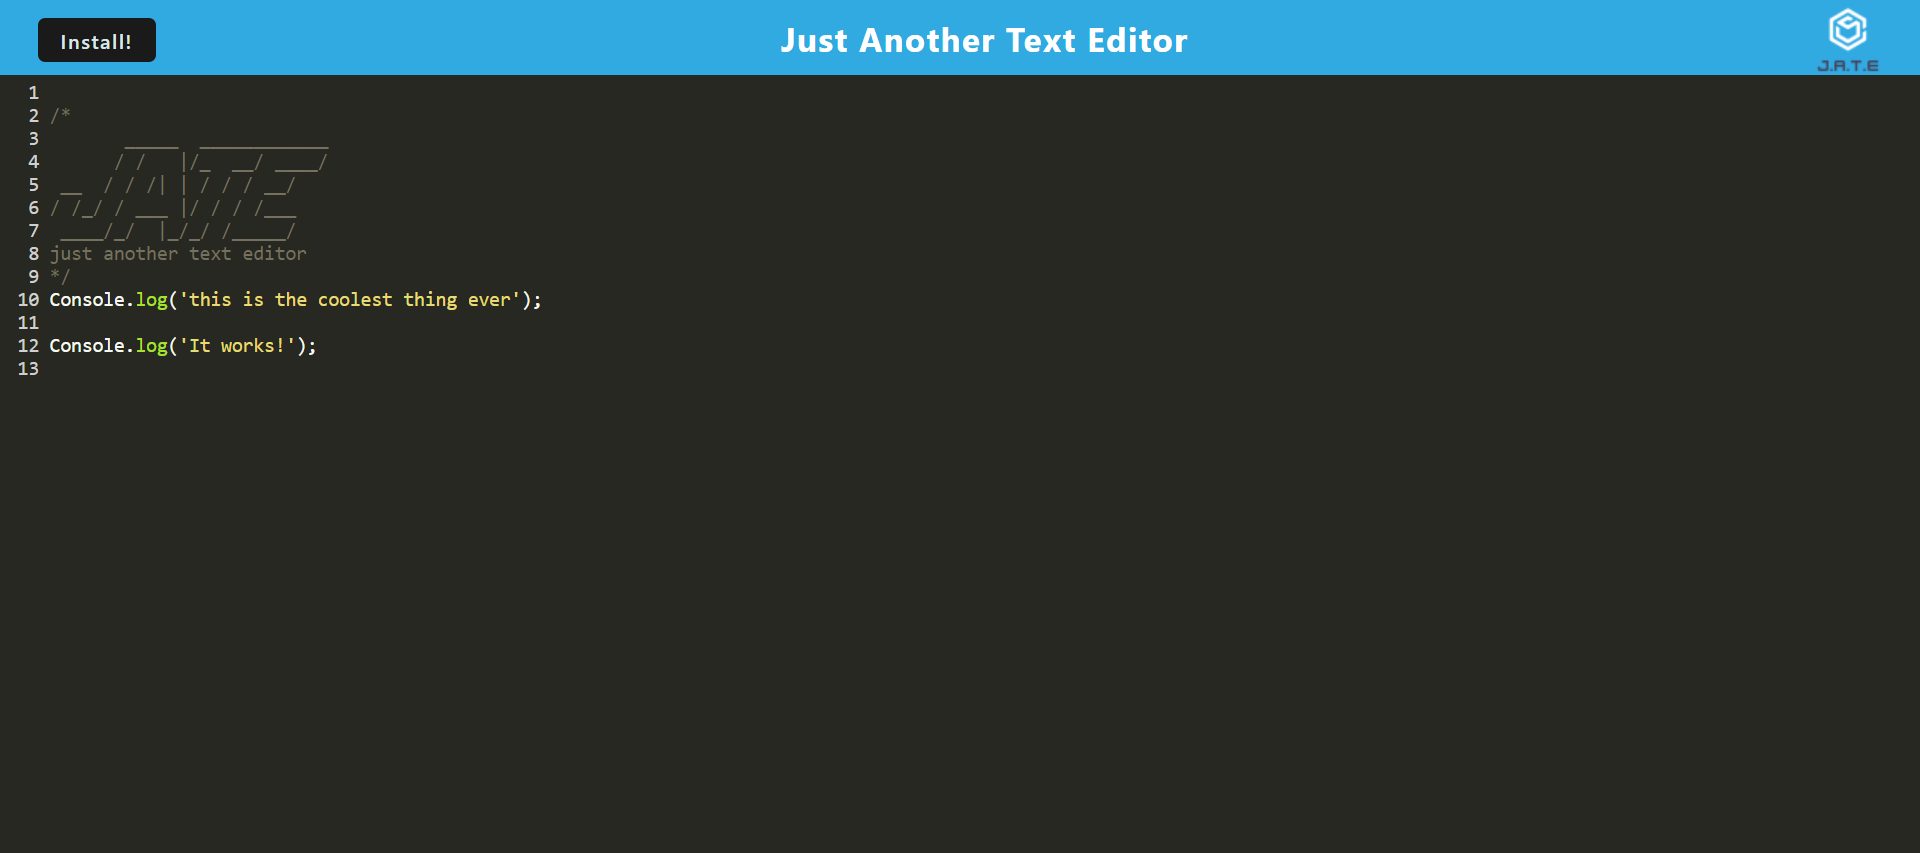 Install!
Just Another Text Editor
J.A.T.E
1
2 /*
3        _____  ____________
4       / /   |/_  __/ ____/
5  __  / / /| | / / / __/
6 / /_/ / ___ |/ / / /___
7  ____/_/  |_/_/ /_____/
8 just another text editor
9 */
10 Console.log('this is the coolest thing ever');
11
12 Console.log('It works!');
13